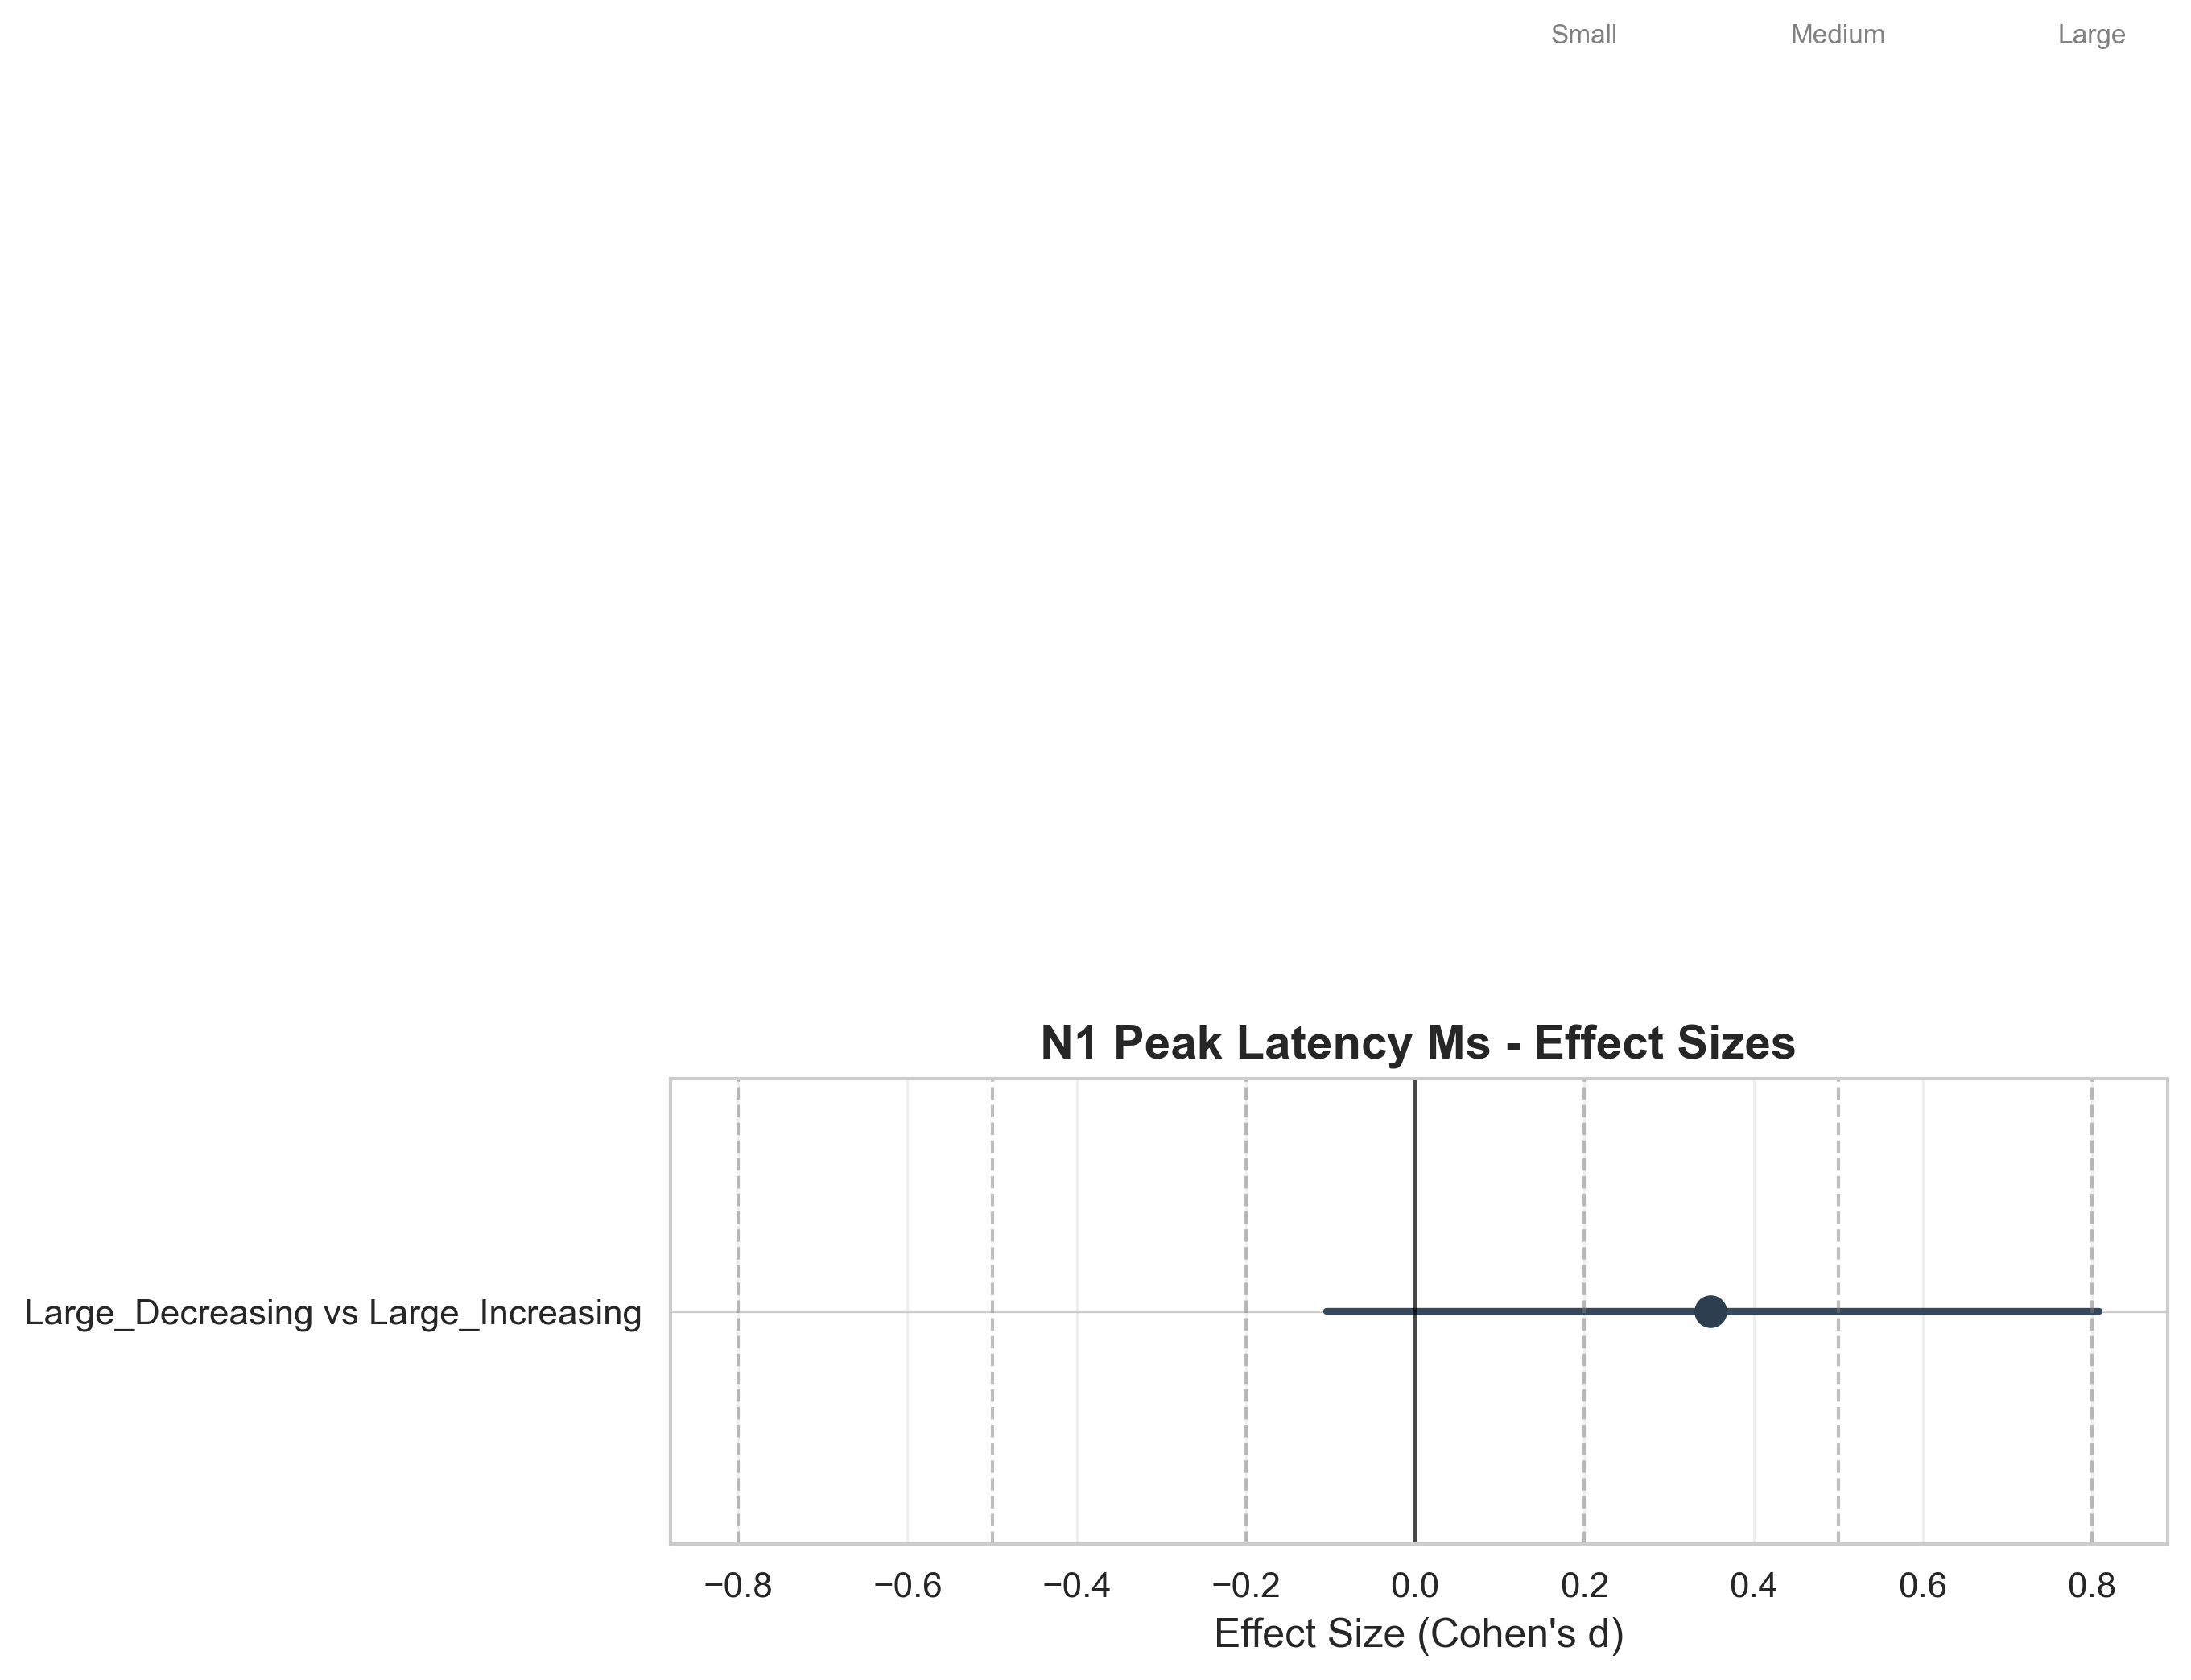 Small Medium Large
N1 Peak Latency Ms - Effect Sizes
Large_Decreasing vs Large_Increasing
−0.8 −0.6 −0.4 −0.2 0.0 0.2 0.4 0.6 0.8
Effect Size (Cohen's d)